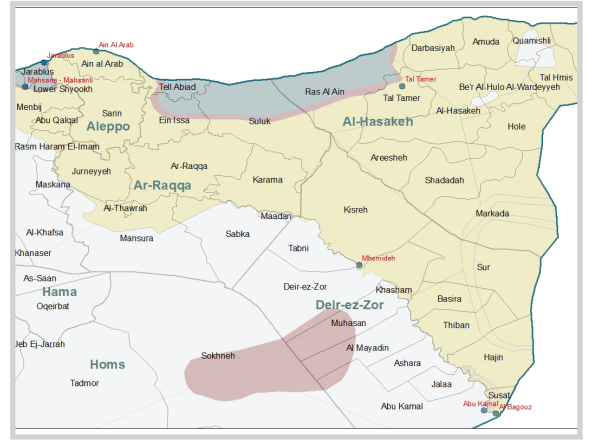 Ain Al Arab
Amuda
Quamishli
Darbasiyah
Jarablus
Ain al Arab
Jarablus
Mahsam - Mahsanli
Tell Abiad
Tal Tamer
Tal Hmis
Lower Shyookh
Ras Al Ain
Be'r Al-Hulo Al-Wardeyyeh
Tal Tamer
Menbij
Sarin
Al-Hasakeh
Abu Qalqal
Ein Issa
Suluk
Al-Hasakeh
Aleppo
Hole
Rasm Haram El-Imam
Areesheh
Jurneyyeh
Ar-Raqqa
Karama
Shadadah
Maskana
Ar-Raqqa
Al-Thawrah
Kisreh
Markada
Maadan
Al-Khafsa
Mansura
Sabka
Tabni
Khanaser
Mhemideh
Sur
As-Saan
Deir-ez-Zor
Khasham
Hama
Basira
Oqeirbat
Deir-ez-Zor
Muhasan
Thiban
Jeb Ej-Jarrah
Al Mayadin
Sokhneh
Hajin
Homs
Ashara
Tadmor
Jalaa
Susat
Abu Kamal
Abu Kamal
Al Bagouz